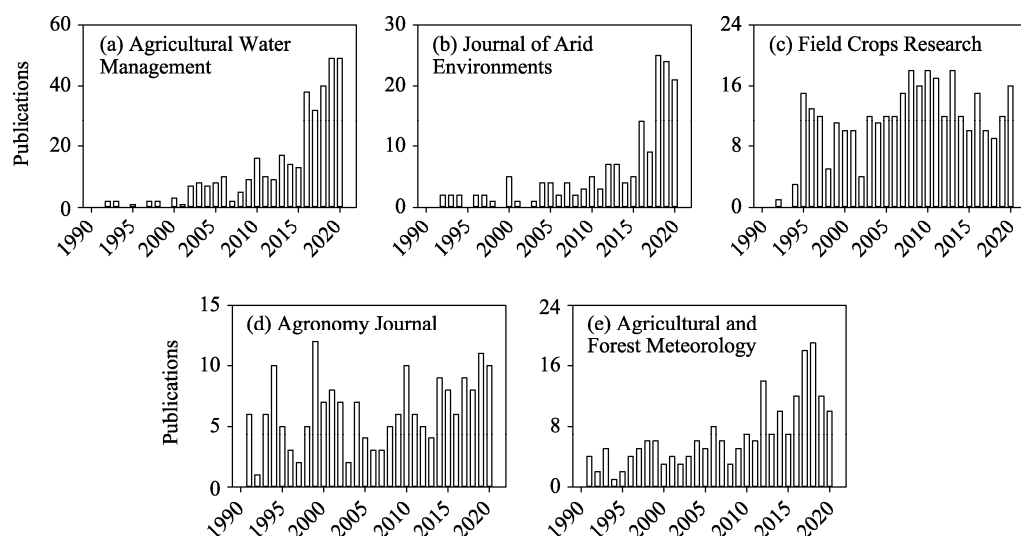 60
40
20
0
Publications
(a) Agricultural Water
Management
1990 1995 2000 2005 2010 2015 2020
30
20
10
0
(b) Journal of Arid
Environments
1990 1995 2000 2005 2010 2015 2020
24
16
8
0
(c) Field Crops Research
1990 1995 2000 2005 2010 2015 2020
15
10
5
0
Publications
(d) Agronomy Journal
1990 1995 2000 2005 2010 2015 2020
24
16
8
0
(e) Agricultural and
Forest Meteorology
1990 1995 2000 2005 2010 2015 2020